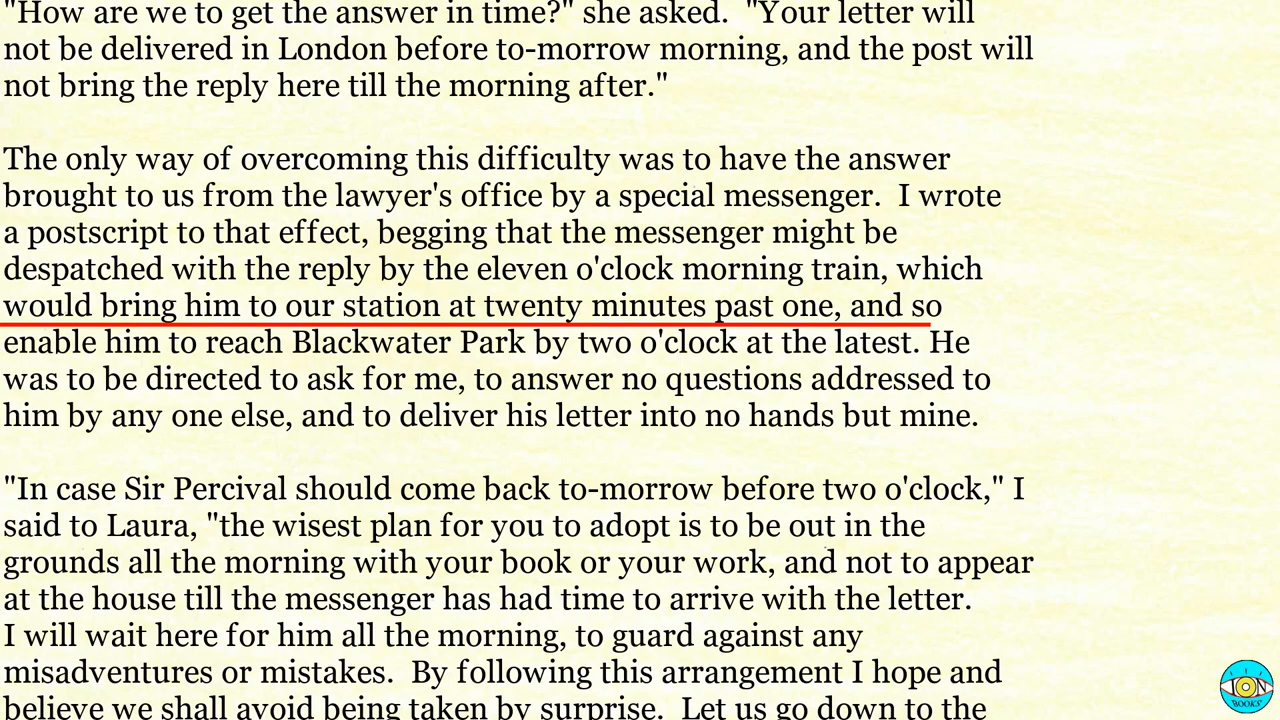 "How are we to get the answer in time?" she asked.  "Your letter will
not be delivered in London before to-morrow morning, and the post will
not bring the reply here till the morning after."
The only way of overcoming this difficulty was to have the answer
brought to us from the lawyer's office by a special messenger.  I wrote
a postscript to that effect, begging that the messenger might be
despatched with the reply by the eleven o'clock morning train, which
would bring him to our station at twenty minutes past one, and so
enable him to reach Blackwater Park by two o'clock at the latest. He
was to be directed to ask for me, to answer no questions addressed to
him by any one else, and to deliver his letter into no hands but mine.
"In case Sir Percival should come back to-morrow before two o'clock," I
said to Laura, "the wisest plan for you to adopt is to be out in the
grounds all the morning with your book or your work, and not to appear
at the house till the messenger has had time to arrive with the letter.
I will wait here for him all the morning, to guard against any
misadventures or mistakes.  By following this arrangement I hope and
believe we shall avoid being taken by surprise.  Let us go down to the
ION
BOOKS